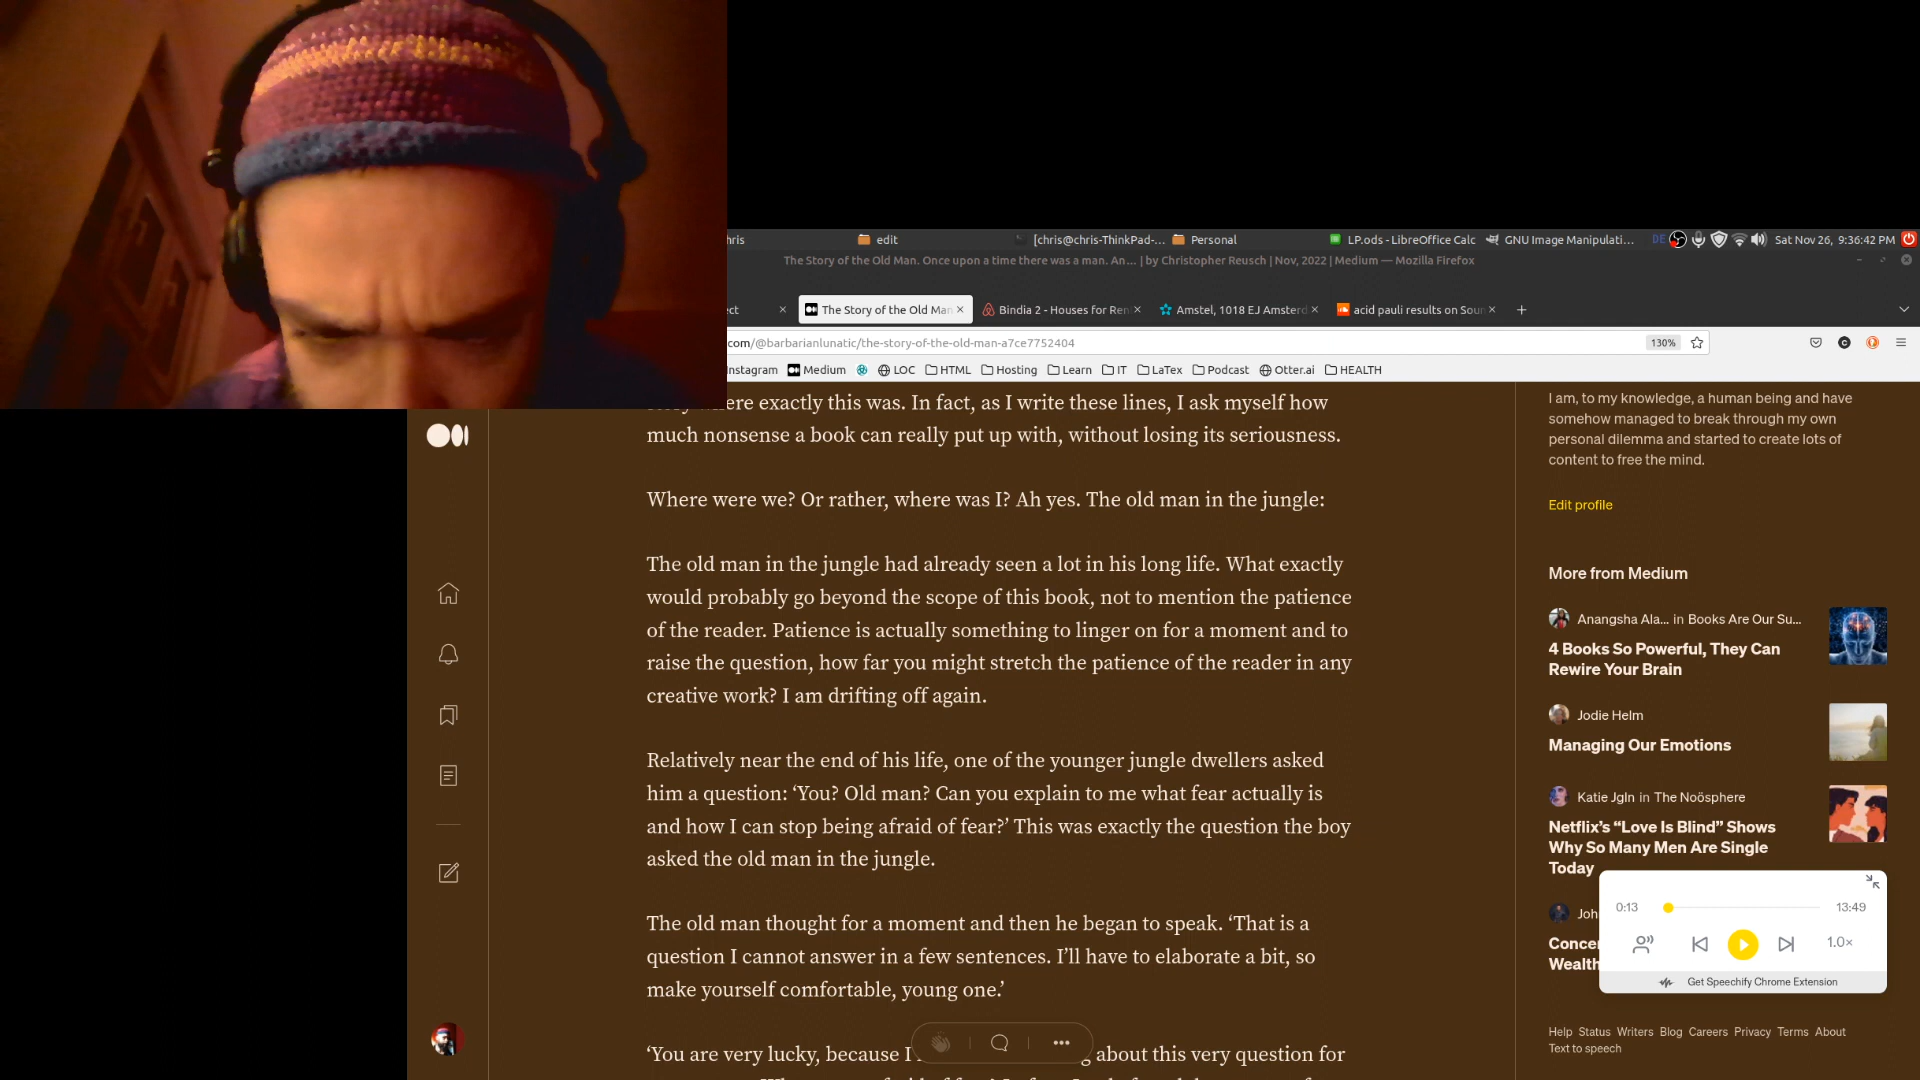 hris
edit
[chris@chris-ThinkPad-...
Personal
LP.ods - LibreOffice Calc
GNU Image Manipulati...
DE
Sat Nov 26, 9:36:42 PM
The Story of the Old Man. Once upon a time there was a man. An... | by Christopher Reusch | Nov, 2022 | Medium — Mozilla Firefox
ect
The Story of the Old Man
Bindia 2 - Houses for Ren
Amstel, 1018 EJ Amsterd
acid pauli results on Soun
com/@barbarianlunatic/the-story-of-the-old-man-a7ce7752404
130%
nstagram
Medium
LOC
HTML
Hosting
Learn
IT
LaTex
Podcast
Otter.ai
HEALTH
ere exactly this was. In fact, as I write these lines, I ask myself how
much nonsense a book can really put up with, without losing its seriousness.
Where were we? Or rather, where was I? Ah yes. The old man in the jungle:
The old man in the jungle had already seen a lot in his long life. What exactly
would probably go beyond the scope of this book, not to mention the patience
of the reader. Patience is actually something to linger on for a moment and to
raise the question, how far you might stretch the patience of the reader in any
creative work? I am drifting off again.
Relatively near the end of his life, one of the younger jungle dwellers asked
him a question: ‘You? Old man? Can you explain to me what fear actually is
and how I can stop being afraid of fear?’ This was exactly the question the boy
asked the old man in the jungle.
The old man thought for a moment and then he began to speak. ‘That is a
question I cannot answer in a few sentences. I’ll have to elaborate a bit, so
make yourself comfortable, young one.’
‘You are very lucky, because I
about this very question for
I am, to my knowledge, a human being and have
somehow managed to break through my own
personal dilemma and started to create lots of
content to free the mind.
Edit profile
More from Medium
Anangsha Ala... in Books Are Our Su...
4 Books So Powerful, They Can
Rewire Your Brain
Jodie Helm
Managing Our Emotions
Katie Jgln in The Noösphere
Netflix’s “Love Is Blind” Shows
Why So Many Men Are Single
Today
Joh
Conce
Wealth
0:13
13:49
1.0×
Get Speechify Chrome Extension
Help Status Writers Blog Careers Privacy Terms About
Text to speech